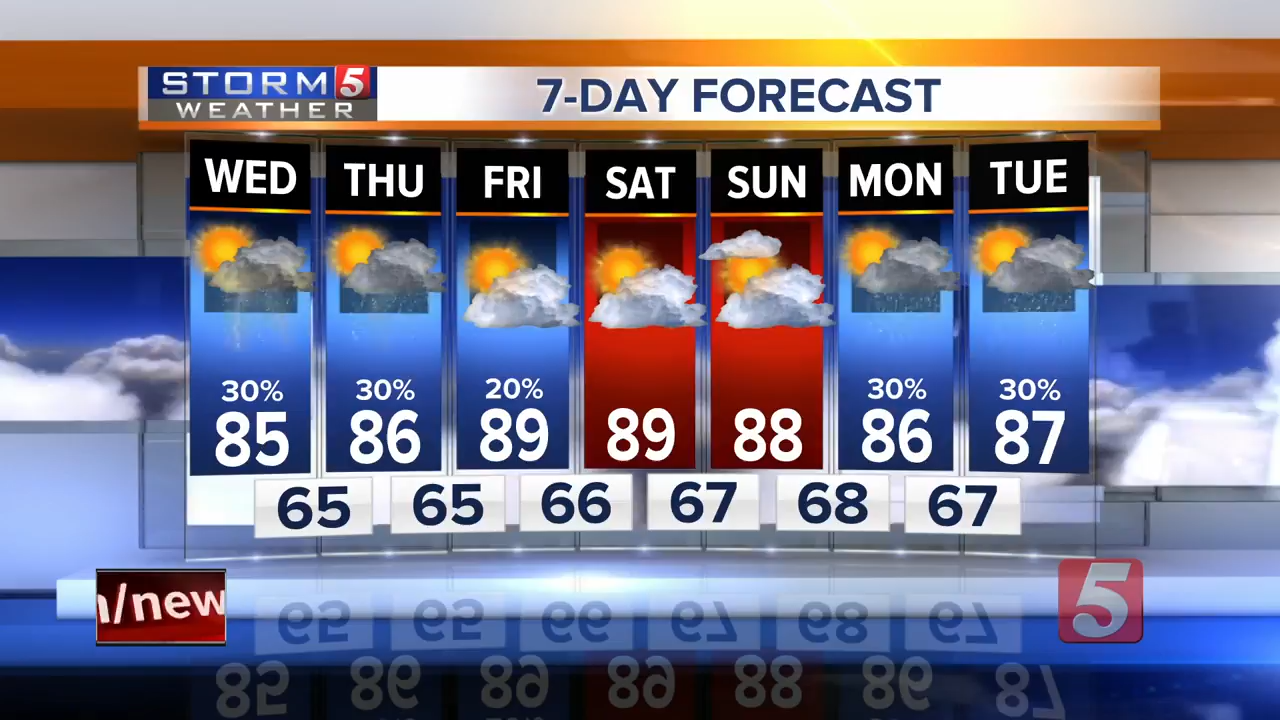 STORM 5
WEATHER
7-DAY FORECAST
WED THU FRI SAT SUN MON TUE
30% 30% 20% 30% 30%
85 86 89 89 88 86 87
65 65 66 67 68 67
/new
5